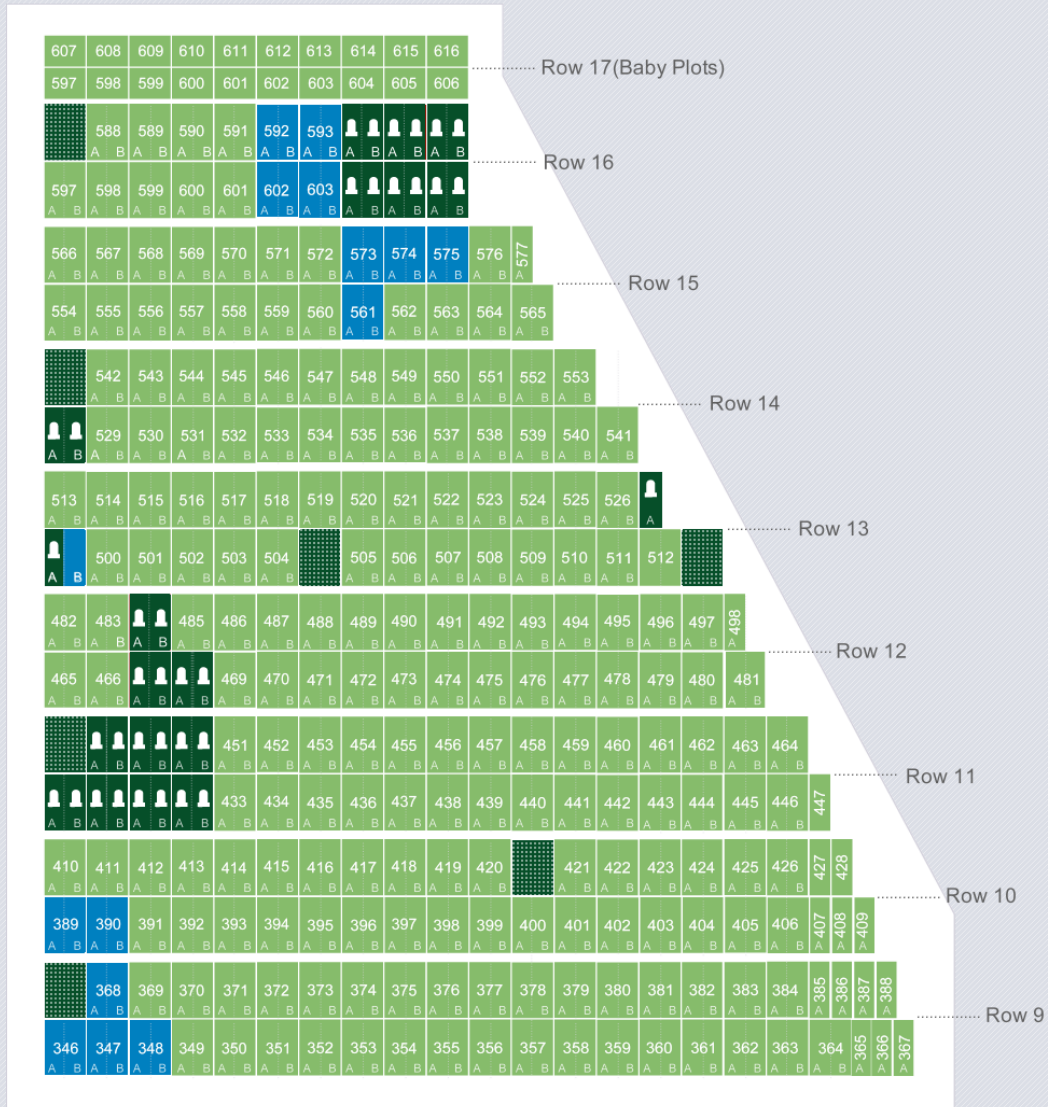 607 608 609 610 611 612 613 614 615 616
Row 17(Baby Plots)
597 598 599 600 601 602 603 604 605 606
588 589 590 591 592 593
A B A B A B A B A B A B A B A B A B
Row 16
597 598 599 600 601 602 603
A B A B A B A B A B A B A B A B A B A B
566 567 568 569 570 571 572 573 574 575 576 577
A B A B A B A B A B A B A B A B A B A B A B A
Row 15
554 555 556 557 558 559 560 561 562 563 564 565
A B A B A B A B A B A B A B A B A B A B A B A B
542 543 544 545 546 547 548 549 550 551 552 553
A B A B A B A B A B A B A B A B A B A B A B A B
Row 14
529 530 531 532 533 534 535 536 537 538 539 540 541
A B A B A B A B A B A B A B A B A B A B A B A B A B A B
513 514 515 516 517 518 519 520 521 522 523 524 525 526
A B A B A B A B A B A B A B A B A B A B A B A B A B A B A
Row 13
500 501 502 503 504 505 506 507 508 509 510 511 512
A B A B A B A B A B A B A B A B A B A B A B A B A B
482 483 485 486 487 488 489 490 491 492 493 494 495 496 497 498
A B A B A B A B A B A B A B A B A B A B A B A B A B A B A B A B A
Row 12
465 466 469 470 471 472 473 474 475 476 477 478 479 480 481
A B A B A B A B A B A B A B A B A B A B A B A B A B A B A B A B A B
451 452 453 454 455 456 457 458 459 460 461 462 463 464
A B A B A B A B A B A B A B A B A B A B A B A B A B A B A B A B A B
Row 11
433 434 435 436 437 438 439 440 441 442 443 444 445 446 447
A B A B A B A B A B A B A B A B A B A B A B A B A B A B A B A B A B A B
410 411 412 413 414 415 416 417 418 419 420 421 422 423 424 425 426 427 428
A B A B A B A B A B A B A B A B A B A B A B A B A B A B A B A B A B
Row 10
389 390 391 392 393 394 395 396 397 398 399 400 401 402 403 404 405 406 407 408 409
A B A B A B A B A B A B A B A B A B A B A B A B A B A B A B A B A B A B A A A
368 369 370 371 372 373 374 375 376 377 378 379 380 381 382 383 384 385 386 387 388
A B A B A B A B A B A B A B A B A B A B A B A B A B A B A B A B A B A A A A
Row 9
346 347 348 349 350 351 352 353 354 355 356 357 358 359 360 361 362 363 364 365 366 367
A B A B A B A B A B A B A B A B A B A B A B A B A B A B A B A B A B A B A B A A A